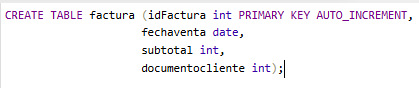 CREATE TABLE factura (idFactura int PRIMARY KEY AUTO_INCREMENT,
fechaventa date,
subtotal int,
documentocliente int);